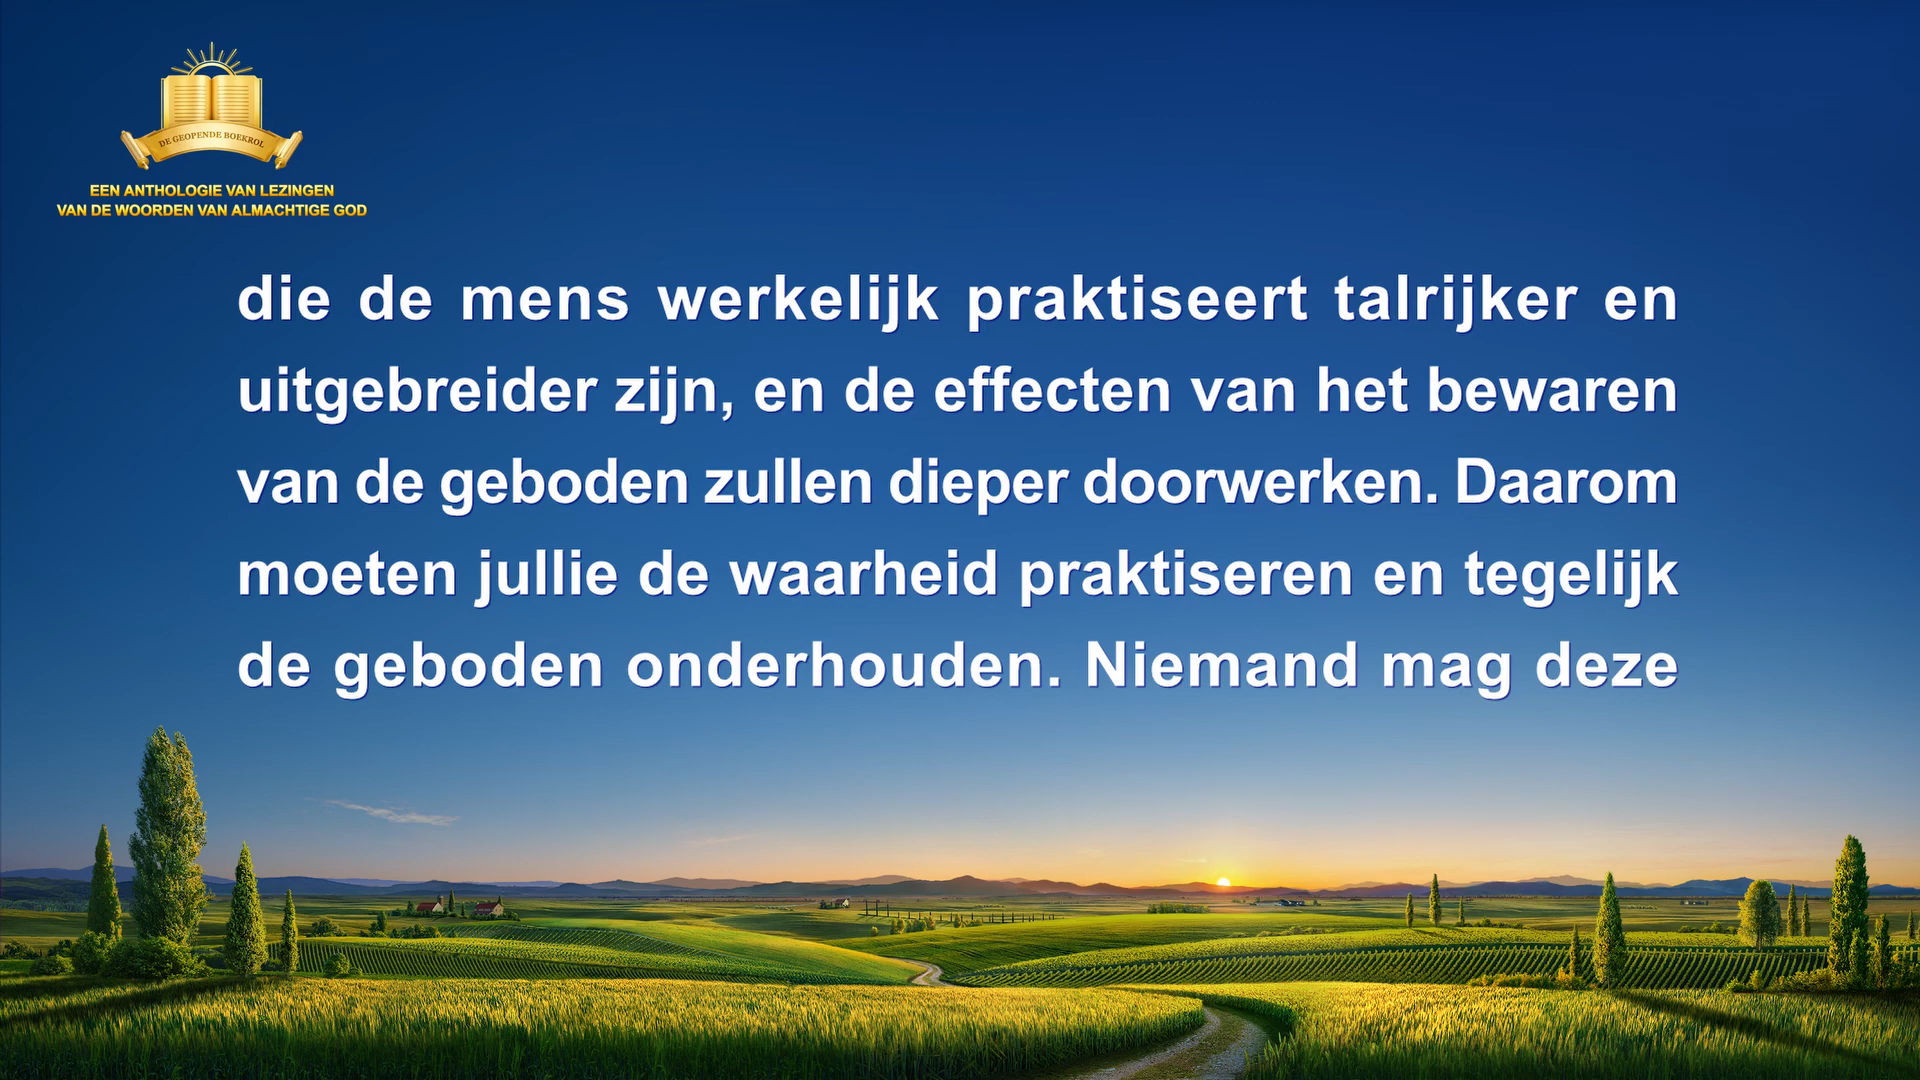 DE GEOPENDE BOEKROL
EEN ANTHOLOGIE VAN LEZINGEN
VAN DE WOORDEN VAN ALMACHTIGE GOD
die de mens werkelijk praktiseert talrijker en
uitgebreider zijn, en de effecten van het bewaren
van de geboden zullen dieper doorwerken. Daarom
moeten jullie de waarheid praktiseren en tegelijk
de geboden onderhouden. Niemand mag deze